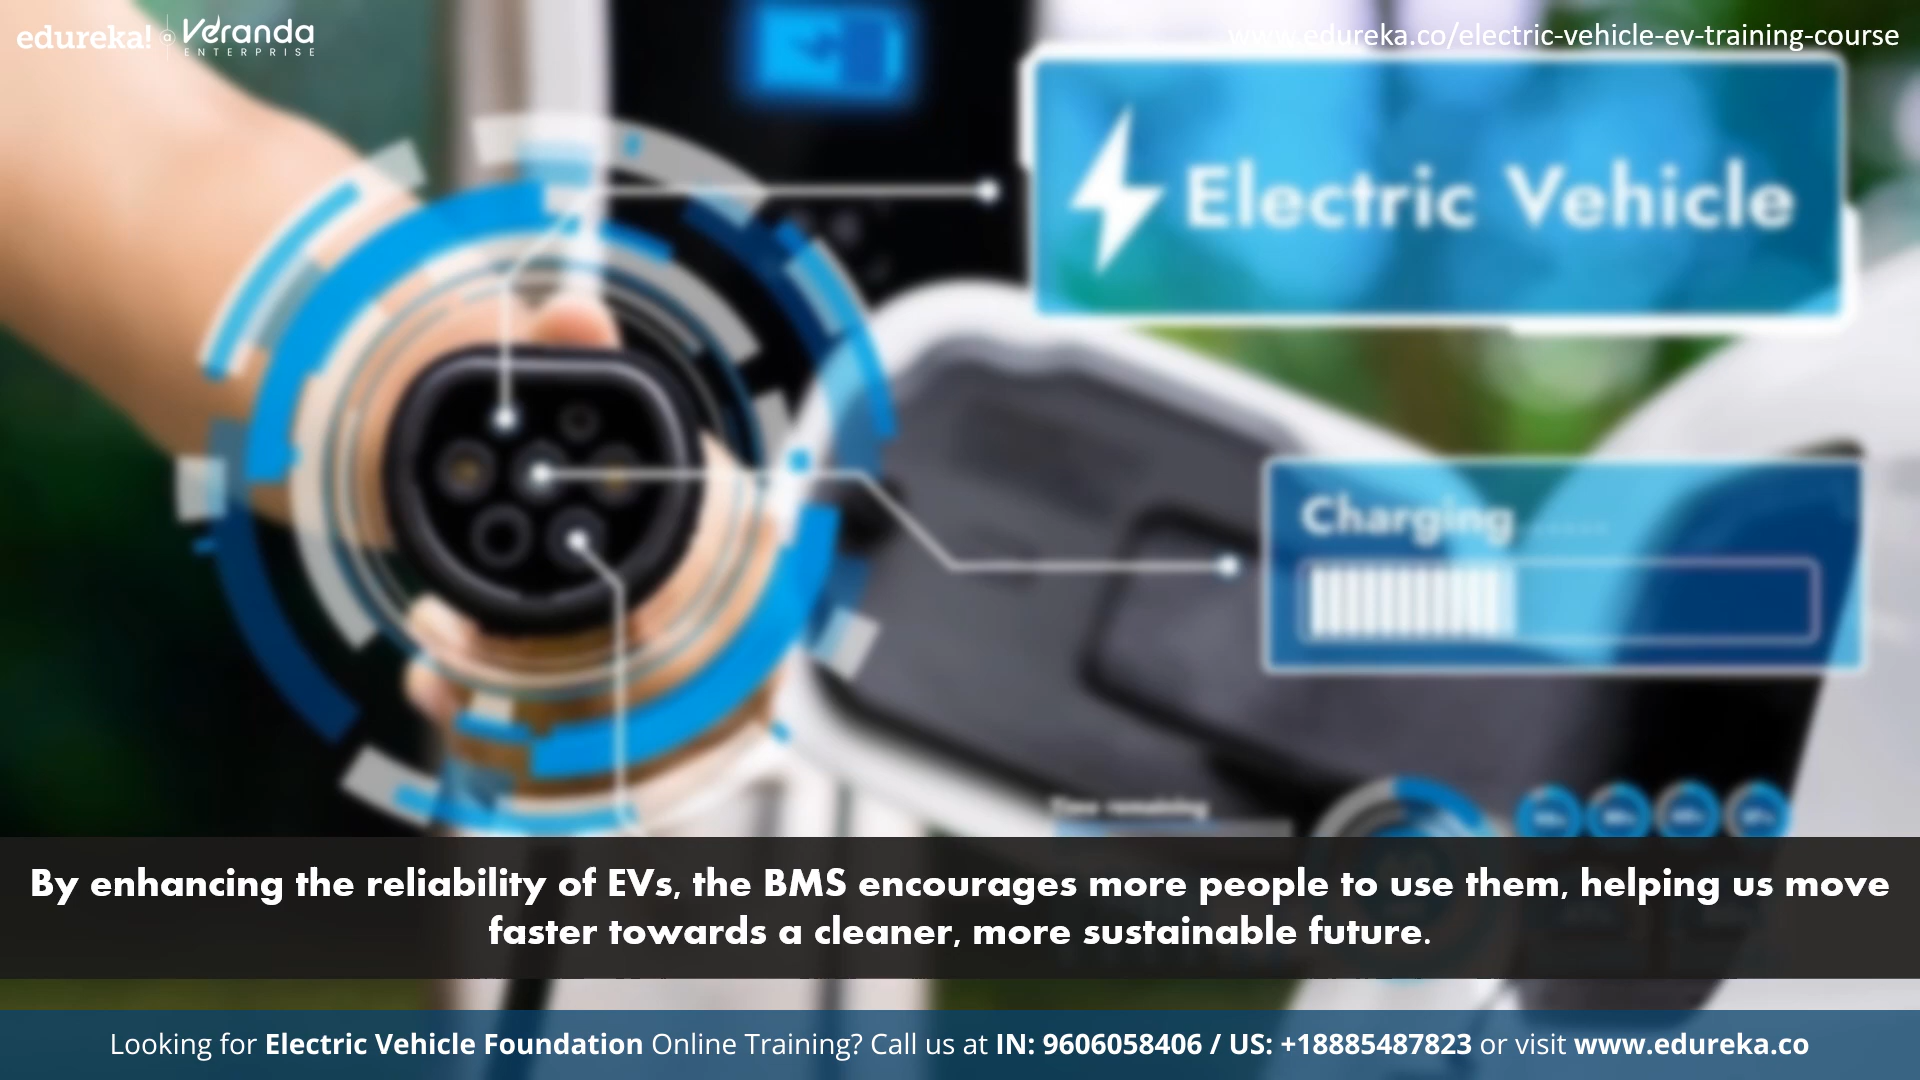 edureka! a Veranda
ENTERPRISE
www.edureka.co/electric-vehicle-ev-training-course
Electric Vehicle
Charging.......
Time remaining
By enhancing the reliability of EVs, the BMS encourages more people to use them, helping us move
faster towards a cleaner, more sustainable future.
Looking for Electric Vehicle Foundation Online Training? Call us at IN: 9606058406 / US: +18885487823 or visit www.edureka.co